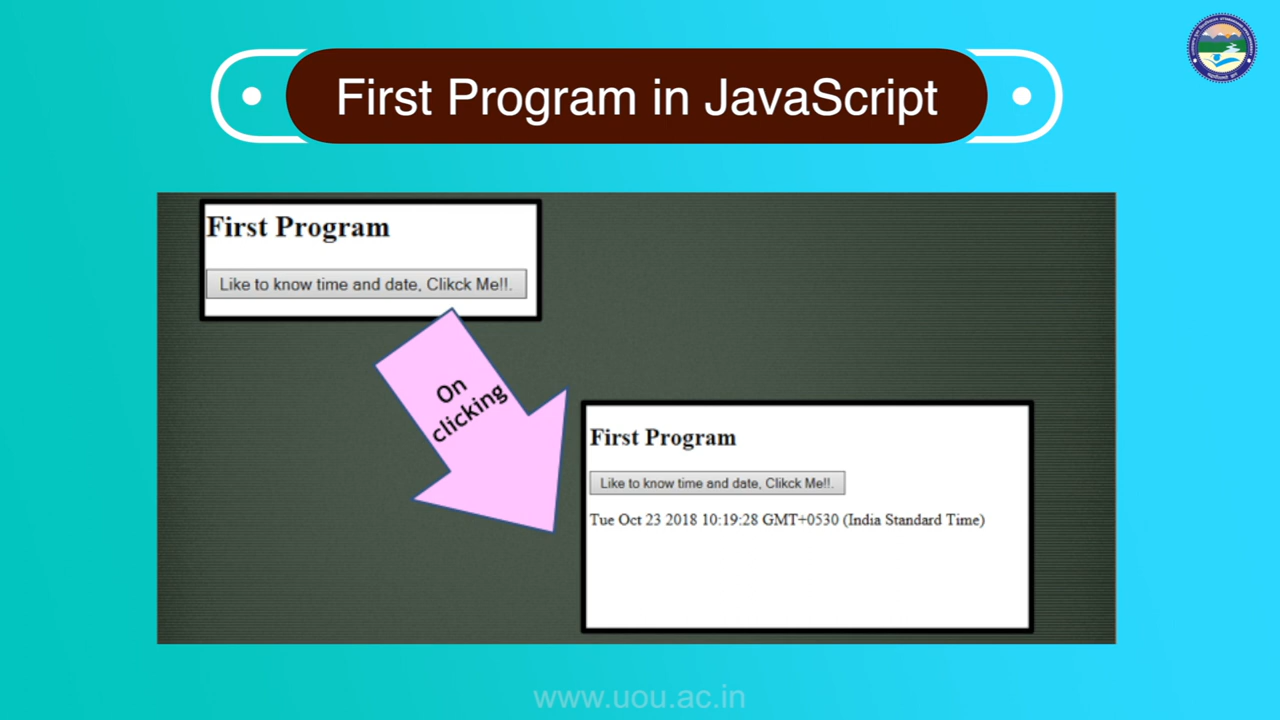 First Program in JavaScript
First Program
Like to know time and date, Clikck Me!!.
On
clicking
First Program
Like to know time and date, Clikck Me!!.
Tue Oct 23 2018 10:19:28 GMT+0530 (India Standard Time)
www.uou.ac.in